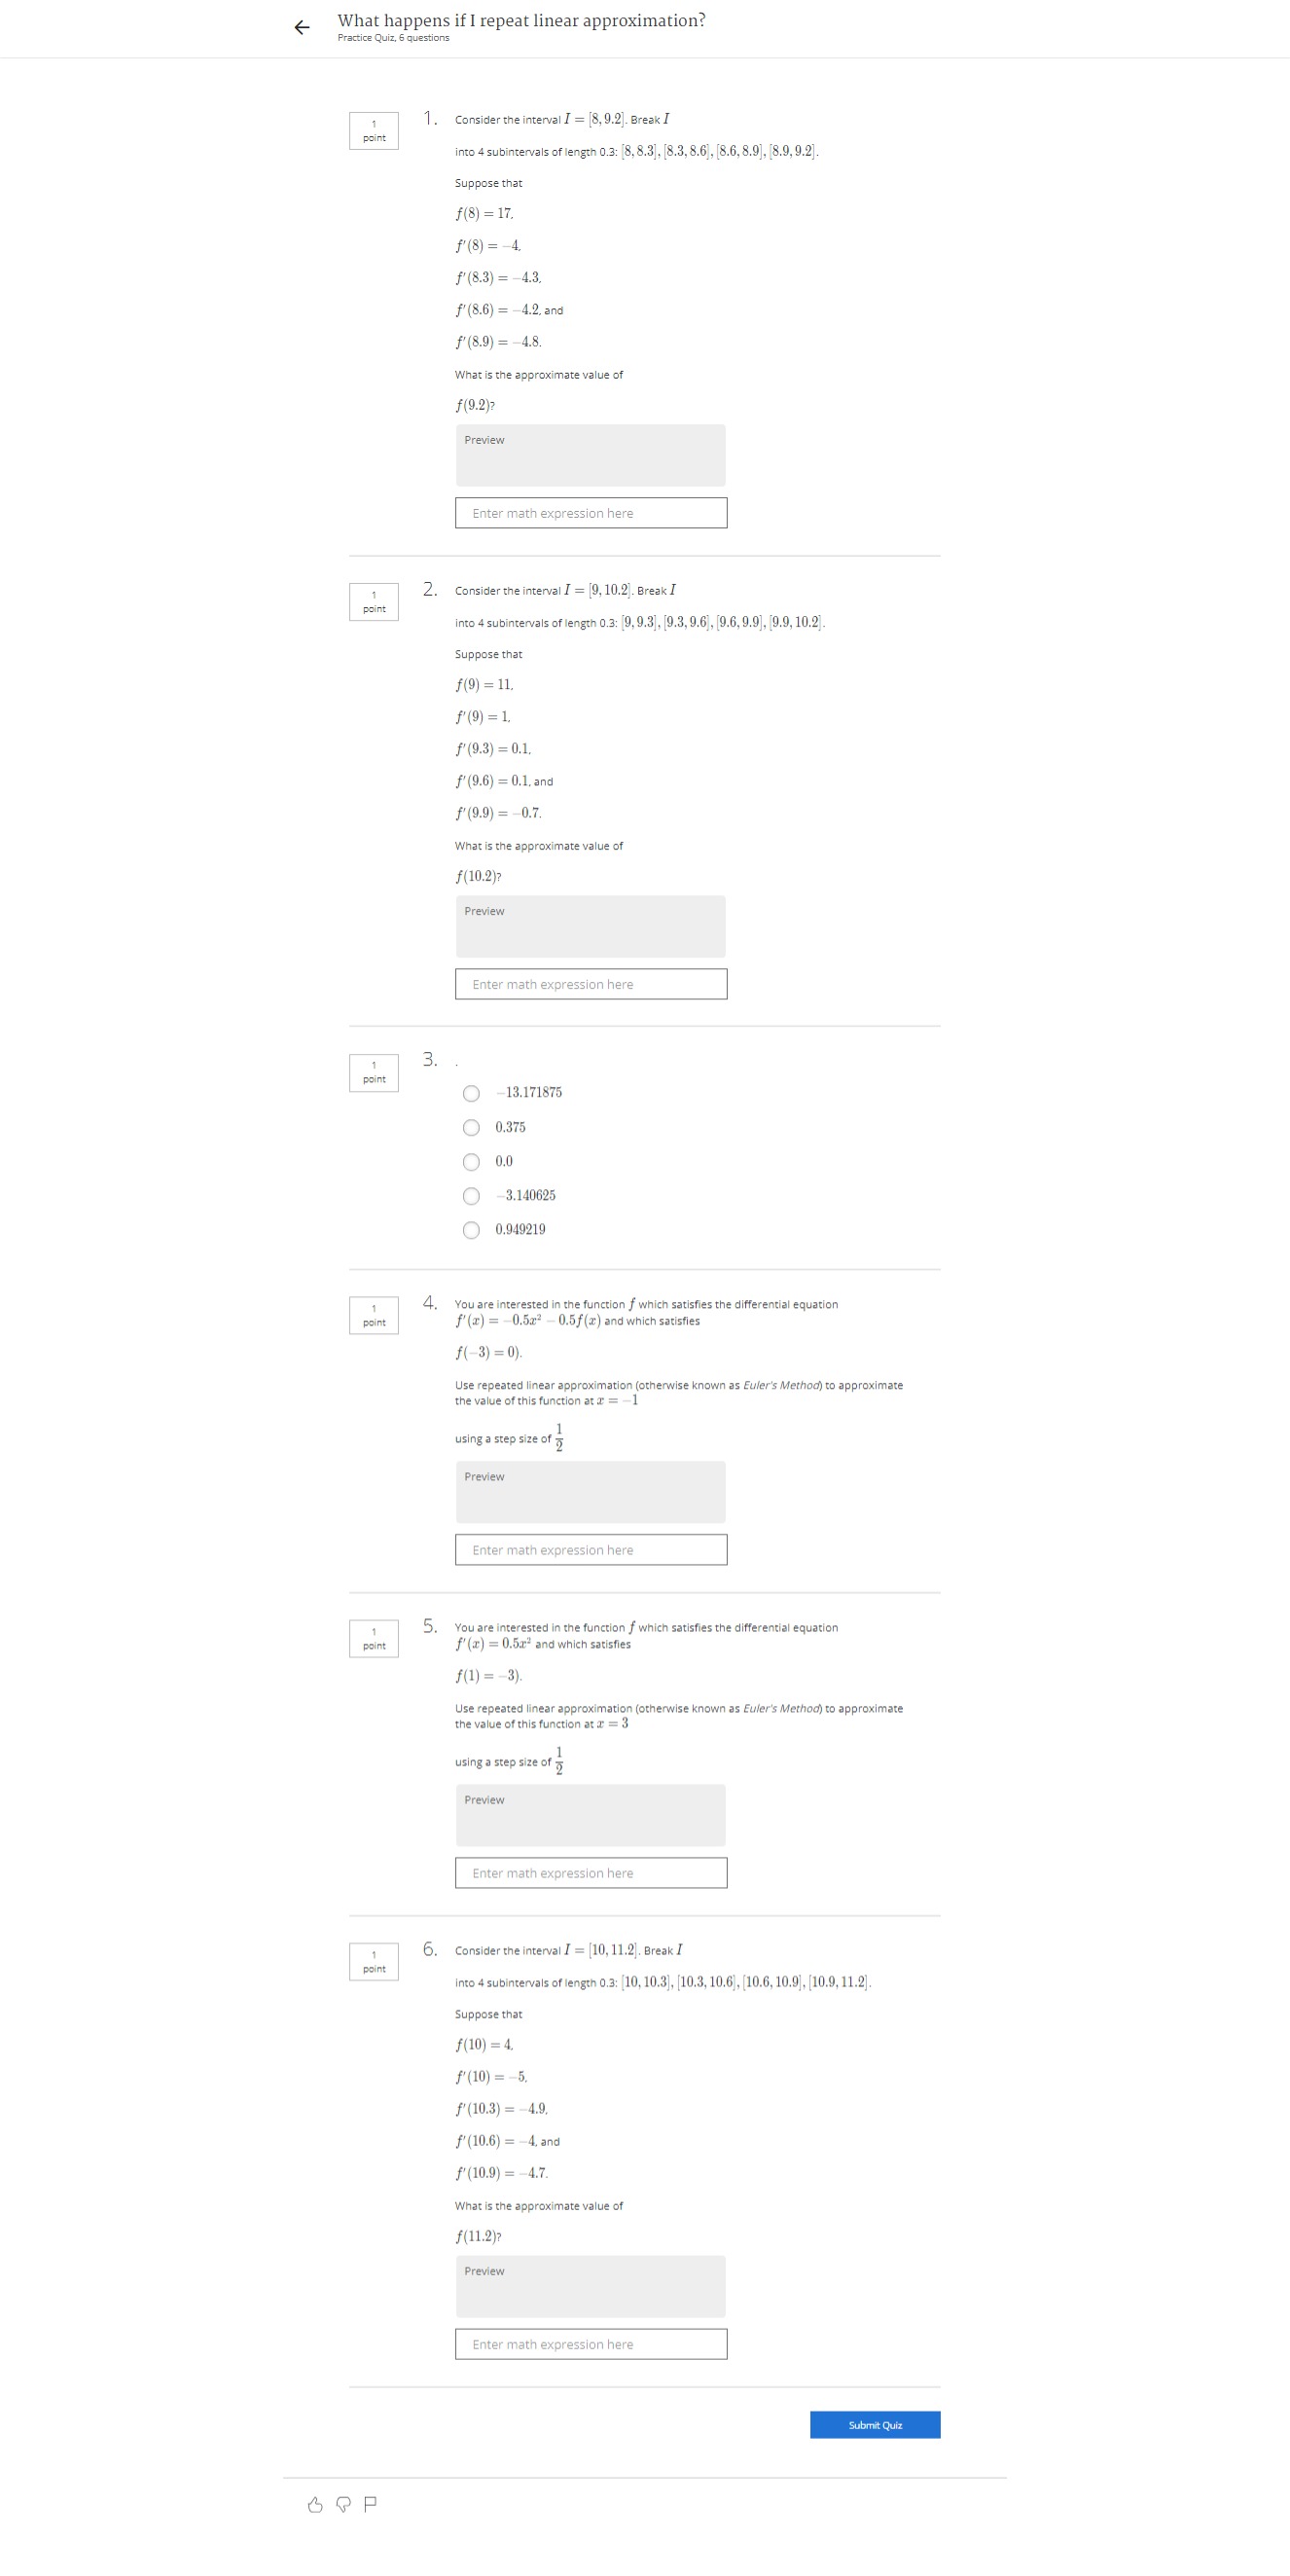 What happens if I repeat linear approximation?
Practice Quiz, 6 questions
1
point
1. Consider the interval I = [8, 9.2]. Break I
into 4 subintervals of length 0.3: [8, 8.3], [8.3, 8.6], [8.6, 8.9], [8.9, 9.2].
Suppose that
f(8) = 17,
f′(8) = −4,
f′(8.3) = −4.3,
f′(8.6) = −4.2, and
f′(8.9) = −4.8.
What is the approximate value of
f(9.2)?
Preview
Enter math expression here
1
point
2. Consider the interval I = [9, 10.2]. Break I
into 4 subintervals of length 0.3: [9, 9.3], [9.3, 9.6], [9.6, 9.9], [9.9, 10.2].
Suppose that
f(9) = 11,
f′(9) = 1,
f′(9.3) = 0.1,
f′(9.6) = 0.1, and
f′(9.9) = −0.7.
What is the approximate value of
f(10.2)?
Preview
Enter math expression here
1
point
3. .
−13.171875
0.375
0.0
−3.140625
0.949219
1
point
4. You are interested in the function f which satisfies the differential equation
f′(x) = −0.5x² − 0.5f(x) and which satisfies
f(−3) = 0).
Use repeated linear approximation (otherwise known as Euler's Method) to approximate
the value of this function at x = −1
using a step size of 1/2
Preview
Enter math expression here
1
point
5. You are interested in the function f which satisfies the differential equation
f′(x) = 0.5x² and which satisfies
f(1) = −3).
Use repeated linear approximation (otherwise known as Euler's Method) to approximate
the value of this function at x = 3
using a step size of 1/2
Preview
Enter math expression here
1
point
6. Consider the interval I = [10, 11.2]. Break I
into 4 subintervals of length 0.3: [10, 10.3], [10.3, 10.6], [10.6, 10.9], [10.9, 11.2].
Suppose that
f(10) = 4,
f′(10) = −5,
f′(10.3) = −4.9,
f′(10.6) = −4, and
f′(10.9) = −4.7.
What is the approximate value of
f(11.2)?
Preview
Enter math expression here
Submit Quiz